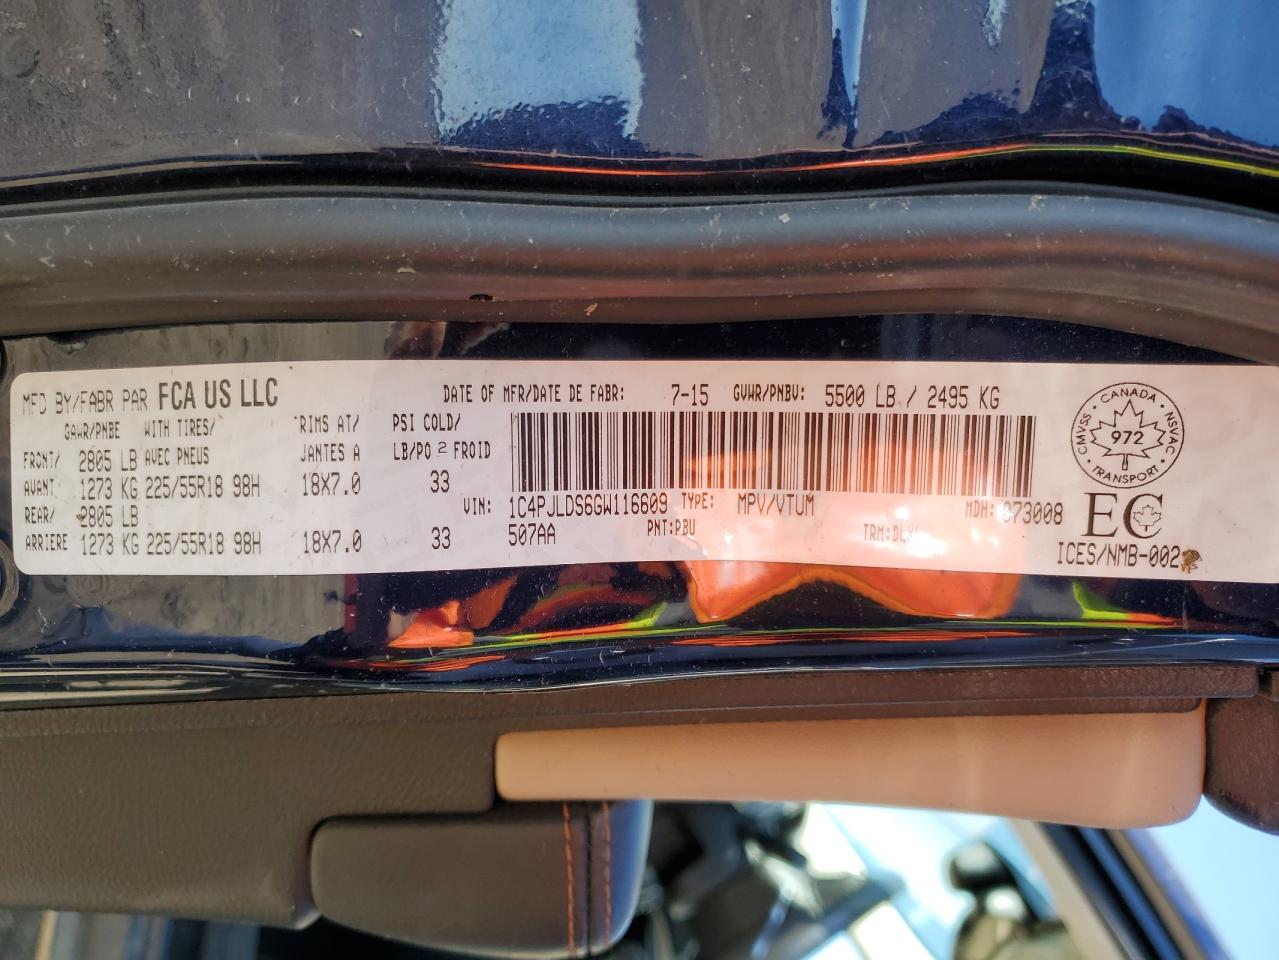 MFD BY/FABR PAR FCA US LLC DATE OF MFR/DATE DE FABR: 7-15 GVWR/PNBV: 5500 LB / 2495 KG
GAWR/PNBE WITH TIRES/ RIMS AT/ PSI COLD/
FRONT/ 2805 LB AVEC PNEUS JANTES A LB/PO 2 FROID
AVANT 1273 KG 225/55R18 98H 18X7.0 33
REAR/ 2805 LB VIN: 1C4PJLDS6GW116609 TYPE: MPV/VTUM MDH: 073008
ARRIERE 1273 KG 225/55R18 98H 18X7.0 33 507AA PNT:PBU
CANADA
CMVSS 972 NSVAC
TRANSPORT
EC
ICES/NMB-002